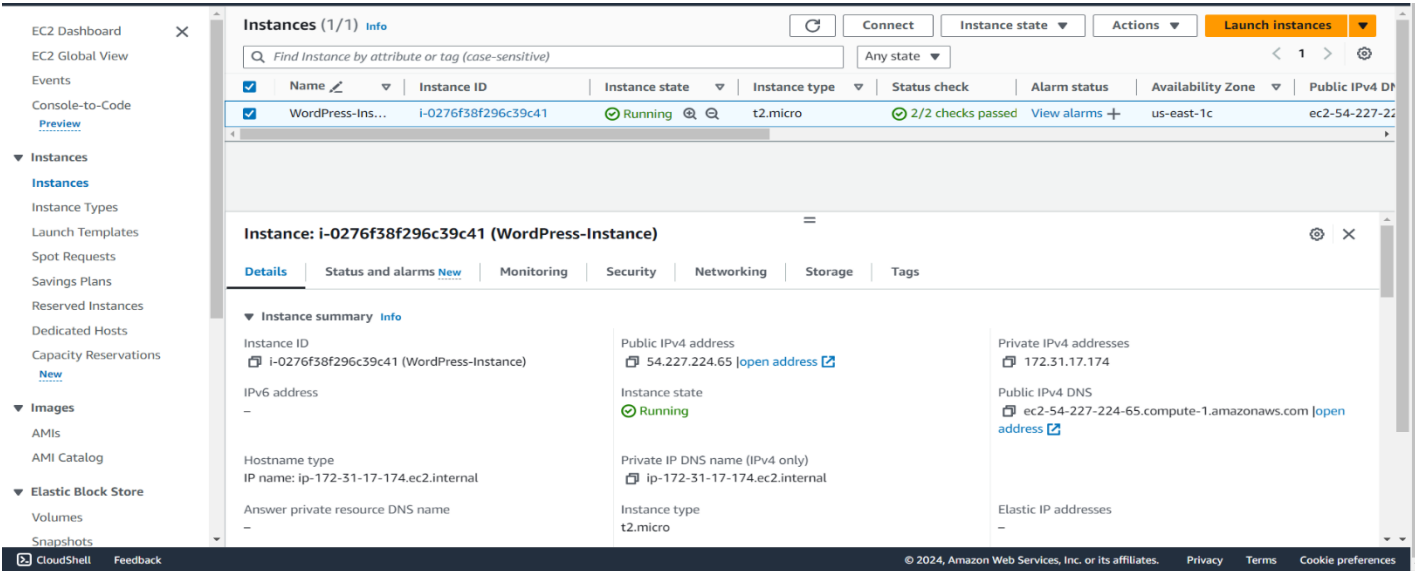 EC2 Dashboard
EC2 Global View
Events
Console-to-Code
Preview
Instances
Instances
Instance Types
Launch Templates
Spot Requests
Savings Plans
Reserved Instances
Dedicated Hosts
Capacity Reservations
New
Images
AMIs
AMI Catalog
Elastic Block Store
Volumes
Snapshots
Instances (1/1) Info
Connect
Instance state
Actions
Launch instances
Find Instance by attribute or tag (case-sensitive)
Any state
1
Name Instance ID Instance state Instance type Status check Alarm status Availability Zone Public IPv4 DN
WordPress-Ins... i-0276f38f296c39c41 Running t2.micro 2/2 checks passed View alarms + us-east-1c ec2-54-227-22
Instance: i-0276f38f296c39c41 (WordPress-Instance)
Details Status and alarms New Monitoring Security Networking Storage Tags
Instance summary Info
Instance ID
i-0276f38f296c39c41 (WordPress-Instance)
Public IPv4 address
54.227.224.65 |open address
Private IPv4 addresses
172.31.17.174
IPv6 address
–
Instance state
Running
Public IPv4 DNS
ec2-54-227-224-65.compute-1.amazonaws.com |open
address
Hostname type
IP name: ip-172-31-17-174.ec2.internal
Private IP DNS name (IPv4 only)
ip-172-31-17-174.ec2.internal
Answer private resource DNS name
–
Instance type
t2.micro
Elastic IP addresses
–
CloudShell Feedback © 2024, Amazon Web Services, Inc. or its affiliates. Privacy Terms Cookie preferences